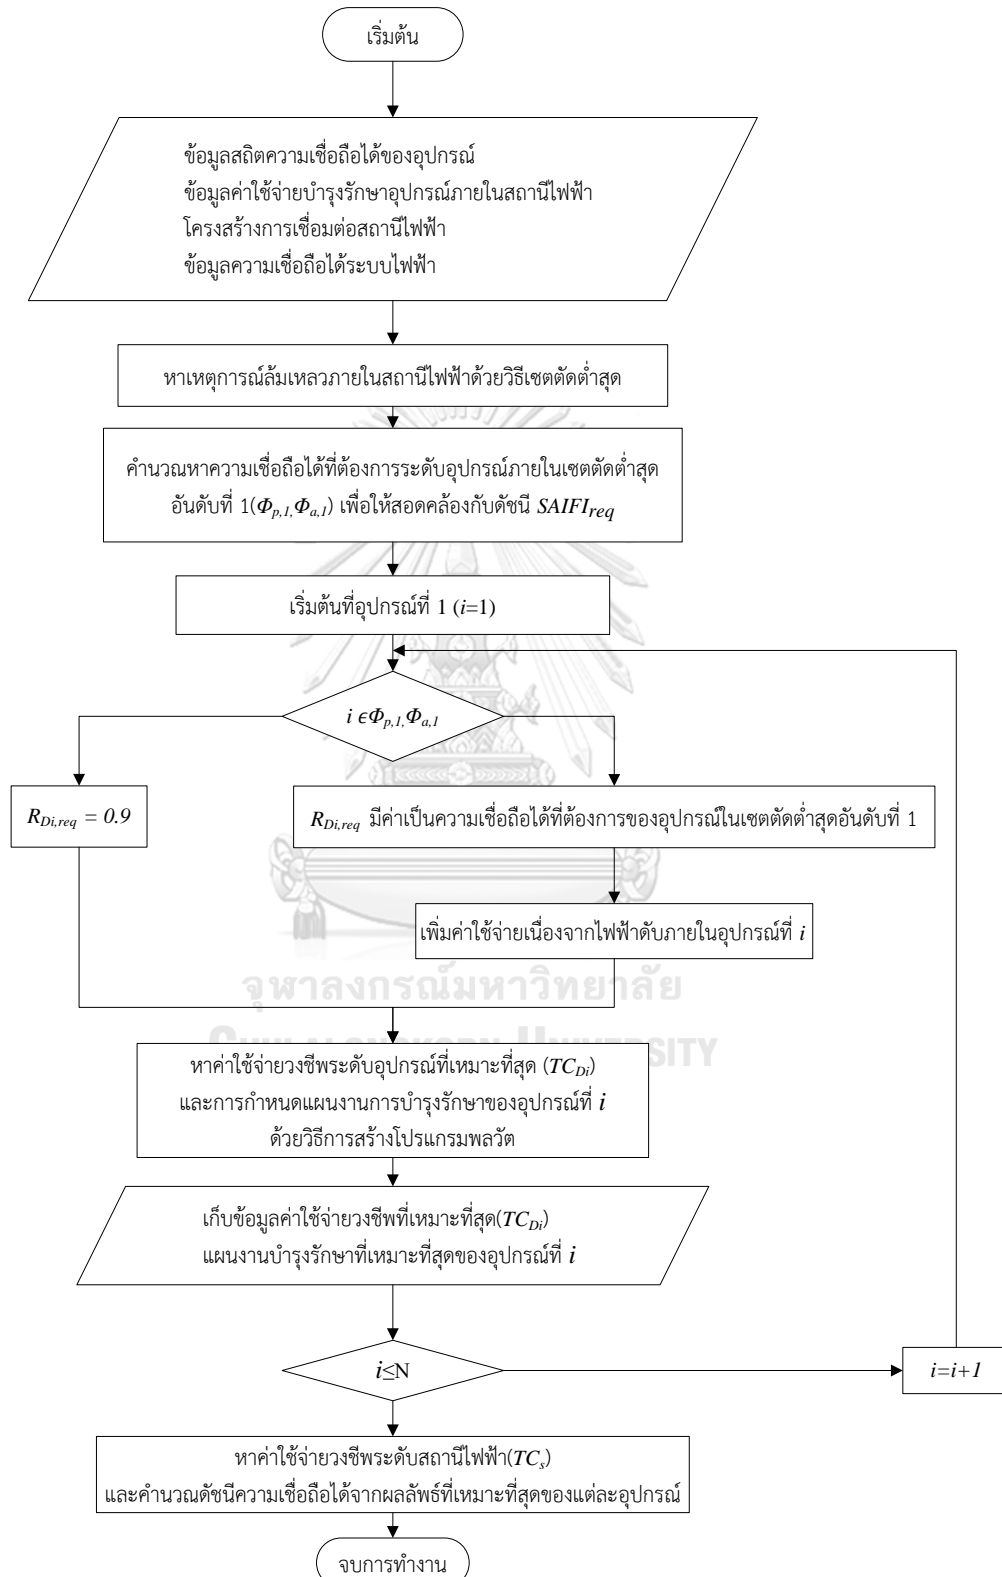 เริ่มต้น
ข้อมูลสถิตความเชื่อถือได้ของอุปกรณ์
ข้อมูลค่าใช้จ่ายบำรุงรักษาอุปกรณ์ภายในสถานีไฟฟ้า
โครงสร้างการเชื่อมต่อสถานีไฟฟ้า
ข้อมูลความเชื่อถือได้ระบบไฟฟ้า
หาเหตุการณ์ล้มเหลวภายในสถานีไฟฟ้าด้วยวิธีเซตตัดต่ำสุด
คำนวณหาความเชื่อถือได้ที่ต้องการระดับอุปกรณ์ภายในเซตตัดต่ำสุด
อันดับที่ 1(Φp,1,Φa,1) เพื่อให้สอดคล้องกับดัชนี SAIFIreq
เริ่มต้นที่อุปกรณ์ที่ 1 (i=1)
i ϵΦp,1,Φa,1
RDi,req = 0.9
RDi,req มีค่าเป็นความเชื่อถือได้ที่ต้องการของอุปกรณ์ในเซตตัดต่ำสุดอันดับที่ 1
เพิ่มค่าใช้จ่ายเนื่องจากไฟฟ้าดับภายในอุปกรณ์ที่ i
จุฬาลงกรณ์มหาวิทยาลัย
CHULALONGKORN UNIVERSITY
หาค่าใช้จ่ายวงชีพระดับอุปกรณ์ที่เหมาะที่สุด (TCDi)
และการกำหนดแผนงานการบำรุงรักษาของอุปกรณ์ที่ i
ด้วยวิธีการสร้างโปรแกรมพลวัต
เก็บข้อมูลค่าใช้จ่ายวงชีพที่เหมาะที่สุด(TCDi)
แผนงานบำรุงรักษาที่เหมาะที่สุดของอุปกรณ์ที่ i
i≤N
i=i+1
หาค่าใช้จ่ายวงชีพระดับสถานีไฟฟ้า(TCs)
และคำนวณดัชนีความเชื่อถือได้จากผลลัพธ์ที่เหมาะที่สุดของแต่ละอุปกรณ์
จบการทำงาน